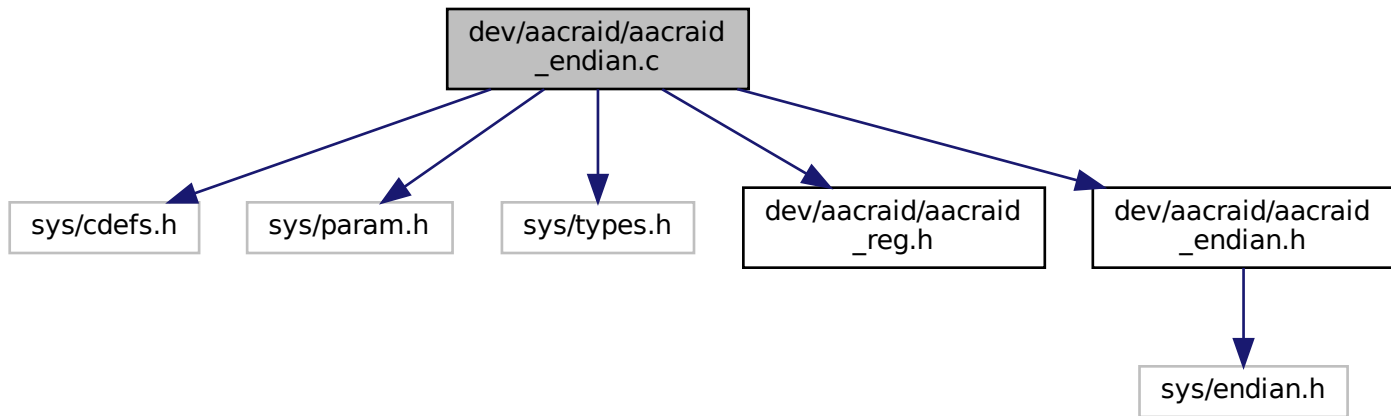 dev/aacraid/aacraid
_endian.c
sys/cdefs.h
sys/param.h
sys/types.h
dev/aacraid/aacraid
_reg.h
dev/aacraid/aacraid
_endian.h
sys/endian.h